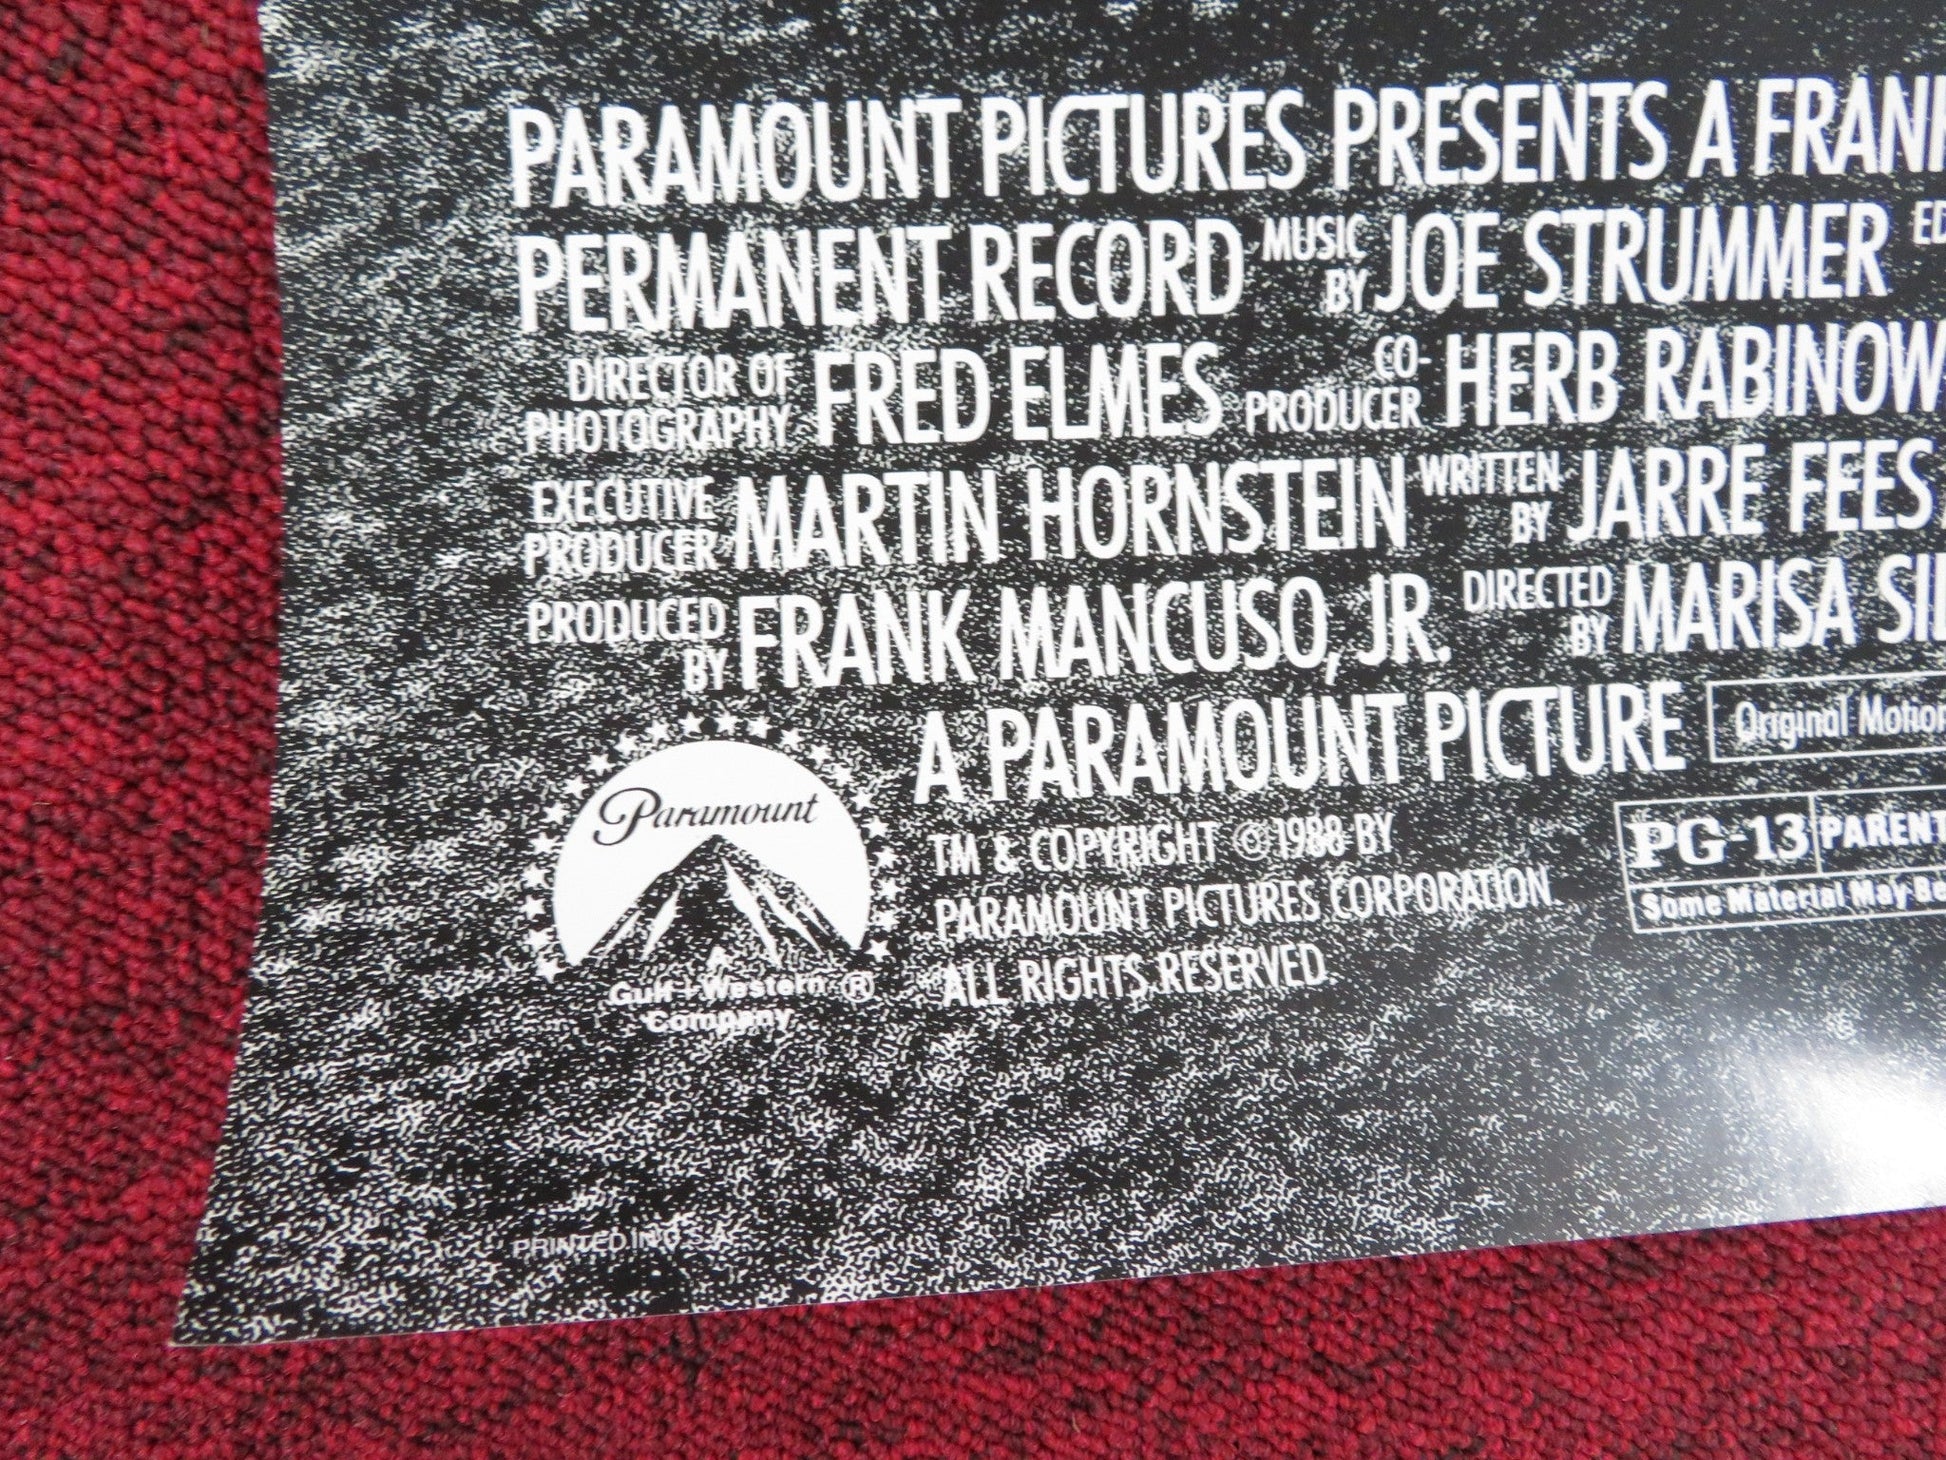 PARAMOUNT PICTURES PRESENTS A FRANK
PERMANENT RECORD MUSIC BY JOE STRUMMER ED
DIRECTOR OF PHOTOGRAPHY FRED ELMES CO-PRODUCER HERB RABINOW
EXECUTIVE PRODUCER MARTIN HORNSTEIN WRITTEN BY JARRE FEES
PRODUCED BY FRANK MANCUSO, JR. DIRECTED BY MARISA SIL
A PARAMOUNT PICTURE Original Motion
Paramount
A
Gulf+Western
Company
®
TM & COPYRIGHT © 1988 BY
PARAMOUNT PICTURES CORPORATION.
ALL RIGHTS RESERVED.
PG-13 PARENT
Some Material May Be
PRINTED IN U.S.A.